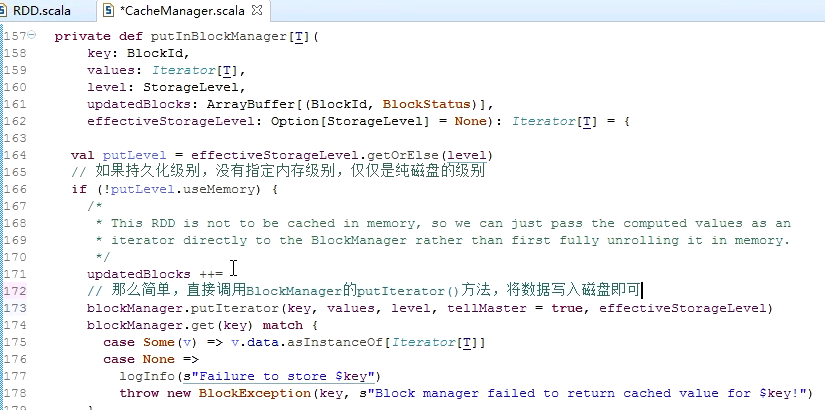 RDD.scala *CacheManager.scala
157 private def putInBlockManager[T](
158 key: BlockId,
159 values: Iterator[T],
160 level: StorageLevel,
161 updatedBlocks: ArrayBuffer[(BlockId, BlockStatus)],
162 effectiveStorageLevel: Option[StorageLevel] = None): Iterator[T] = {
163
164 val putLevel = effectiveStorageLevel.getOrElse(level)
165 // 如果持久化级别，没有指定内存级别，仅仅是纯磁盘的级别
166 if (!putLevel.useMemory) {
167 /*
168 * This RDD is not to be cached in memory, so we can just pass the computed values as an
169 * iterator directly to the BlockManager rather than first fully unrolling it in memory.
170 */
171 updatedBlocks ++=
172 // 那么简单，直接调用BlockManager的putIterator()方法，将数据写入磁盘即可
173 blockManager.putIterator(key, values, level, tellMaster = true, effectiveStorageLevel)
174 blockManager.get(key) match {
175 case Some(v) => v.data.asInstanceOf[Iterator[T]]
176 case None =>
177 logInfo(s"Failure to store $key")
178 throw new BlockException(key, s"Block manager failed to return cached value for $key!")
179 }